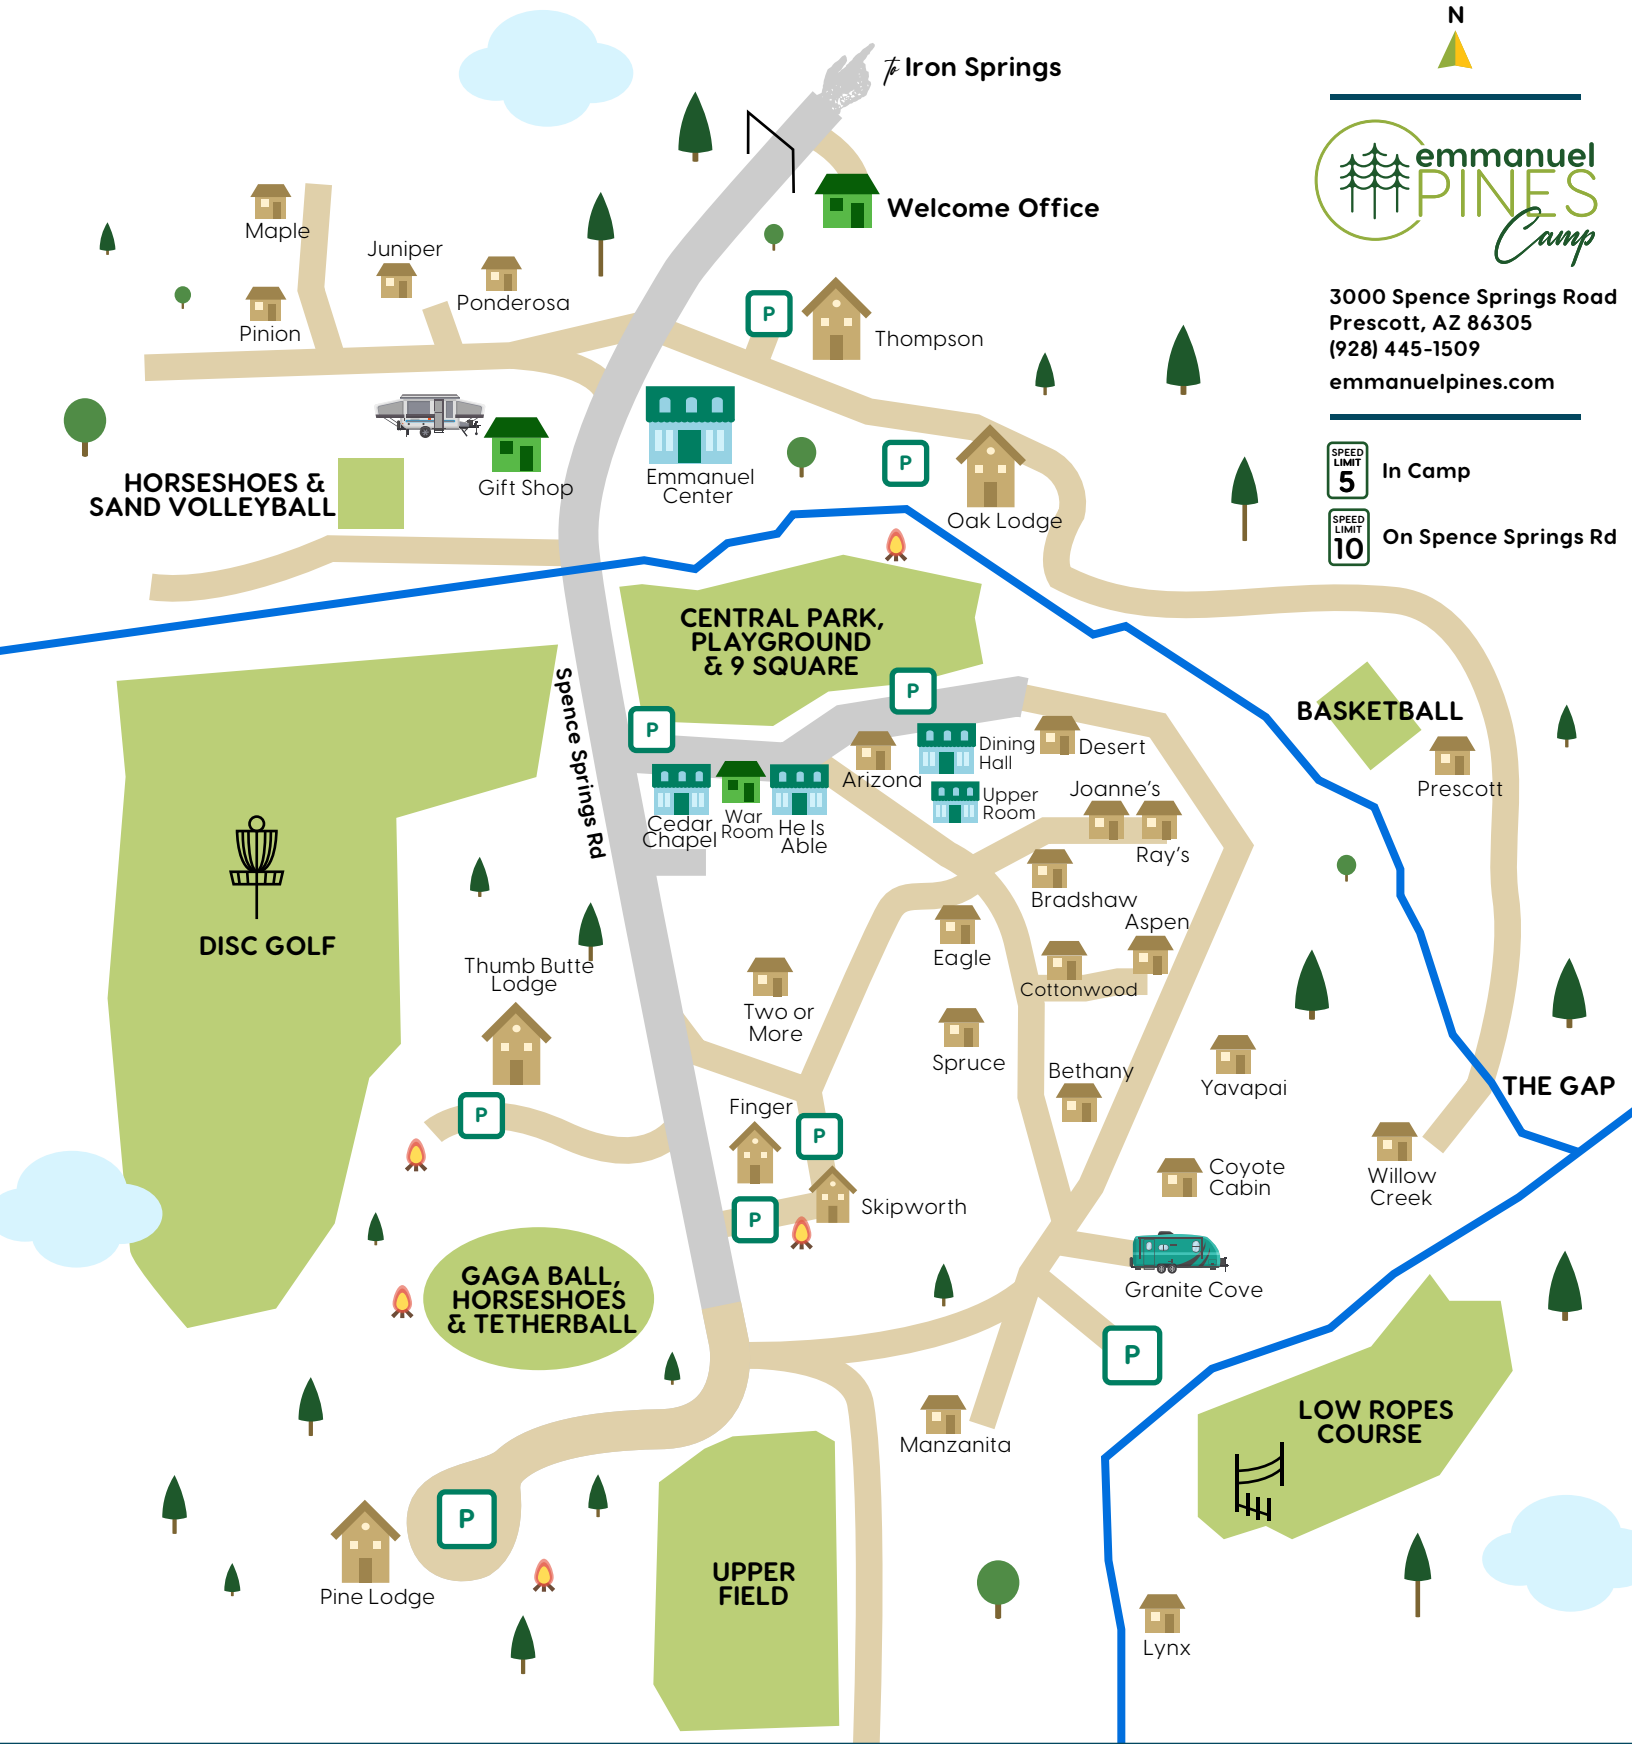 N
to Iron Springs
emmanuel
PINES
Camp
Welcome Office
3000 Spence Springs Road
Prescott, AZ 86305
(928) 445-1509
emmanuelpines.com
SPEED
LIMIT
5
In Camp
SPEED
LIMIT
10
On Spence Springs Rd
Maple
Juniper
Ponderosa
Pinion
P
Thompson
HORSESHOES &
SAND VOLLEYBALL
Gift Shop
Emmanuel
Center
P
Oak Lodge
CENTRAL PARK,
PLAYGROUND
& 9 SQUARE
Spence Springs Rd
P
P
BASKETBALL
Prescott
Cedar
Chapel
War
Room
He Is
Able
Arizona
Dining
Hall
Desert
Upper
Room
Joanne's
Ray's
Bradshaw
Aspen
Eagle
Cottonwood
DISC GOLF
Thumb Butte
Lodge
Two or
More
Spruce
Bethany
Yavapai
THE GAP
P
Finger
P
Coyote
Cabin
Willow
Creek
P
Skipworth
GAGA BALL,
HORSESHOES
& TETHERBALL
Granite Cove
P
Manzanita
LOW ROPES
COURSE
P
Pine Lodge
UPPER
FIELD
Lynx